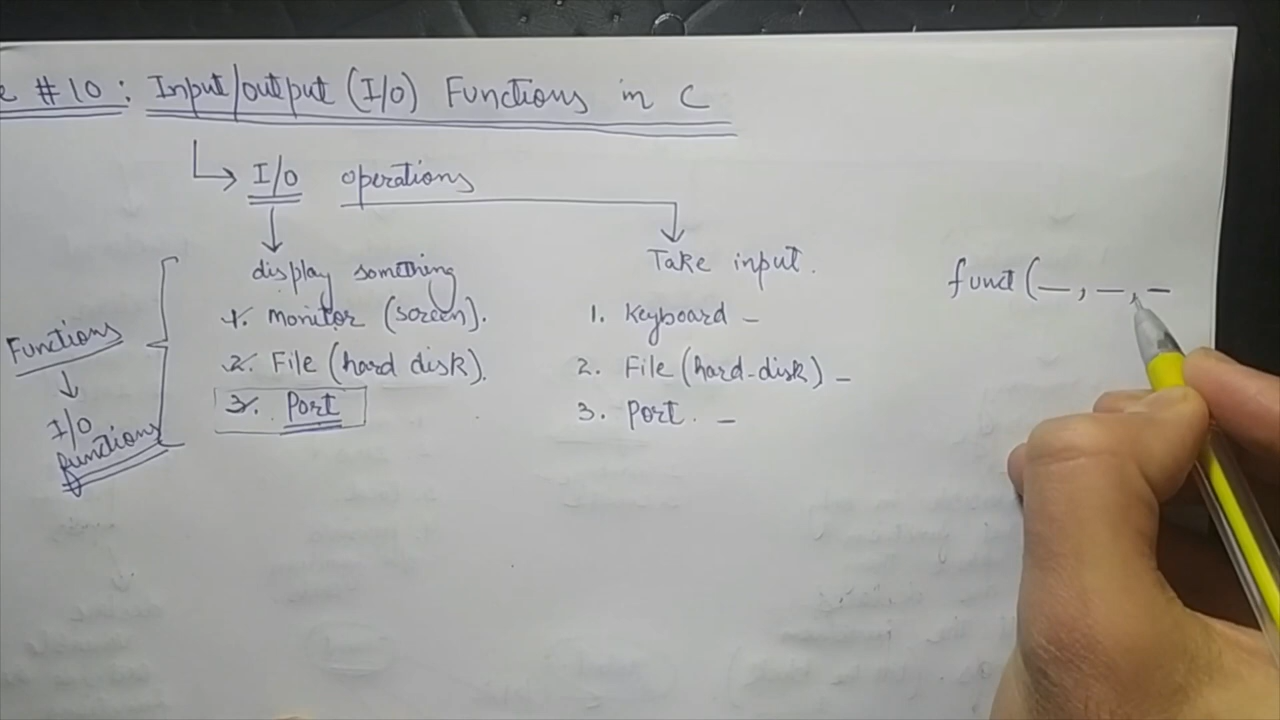 e #10: Input/output (I/O) Functions in C
I/O operations
display something
1. Monitor (screen).
2. File (hard disk).
3. Port
Functions
I/O
functions
Take input.
1. Keyboard -
2. File (hard-disk) -
3. Port. -
funct(_, _, _